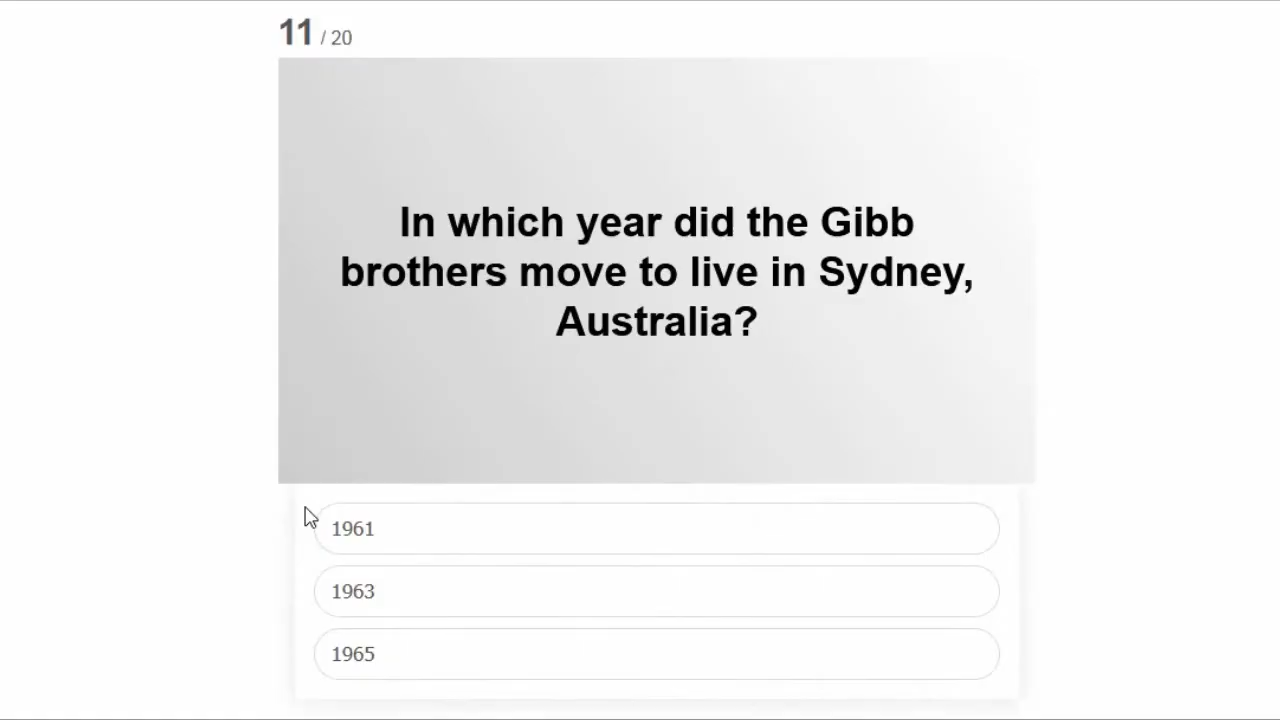 11 / 20
In which year did the Gibb
brothers move to live in Sydney,
Australia?
1961
1963
1965